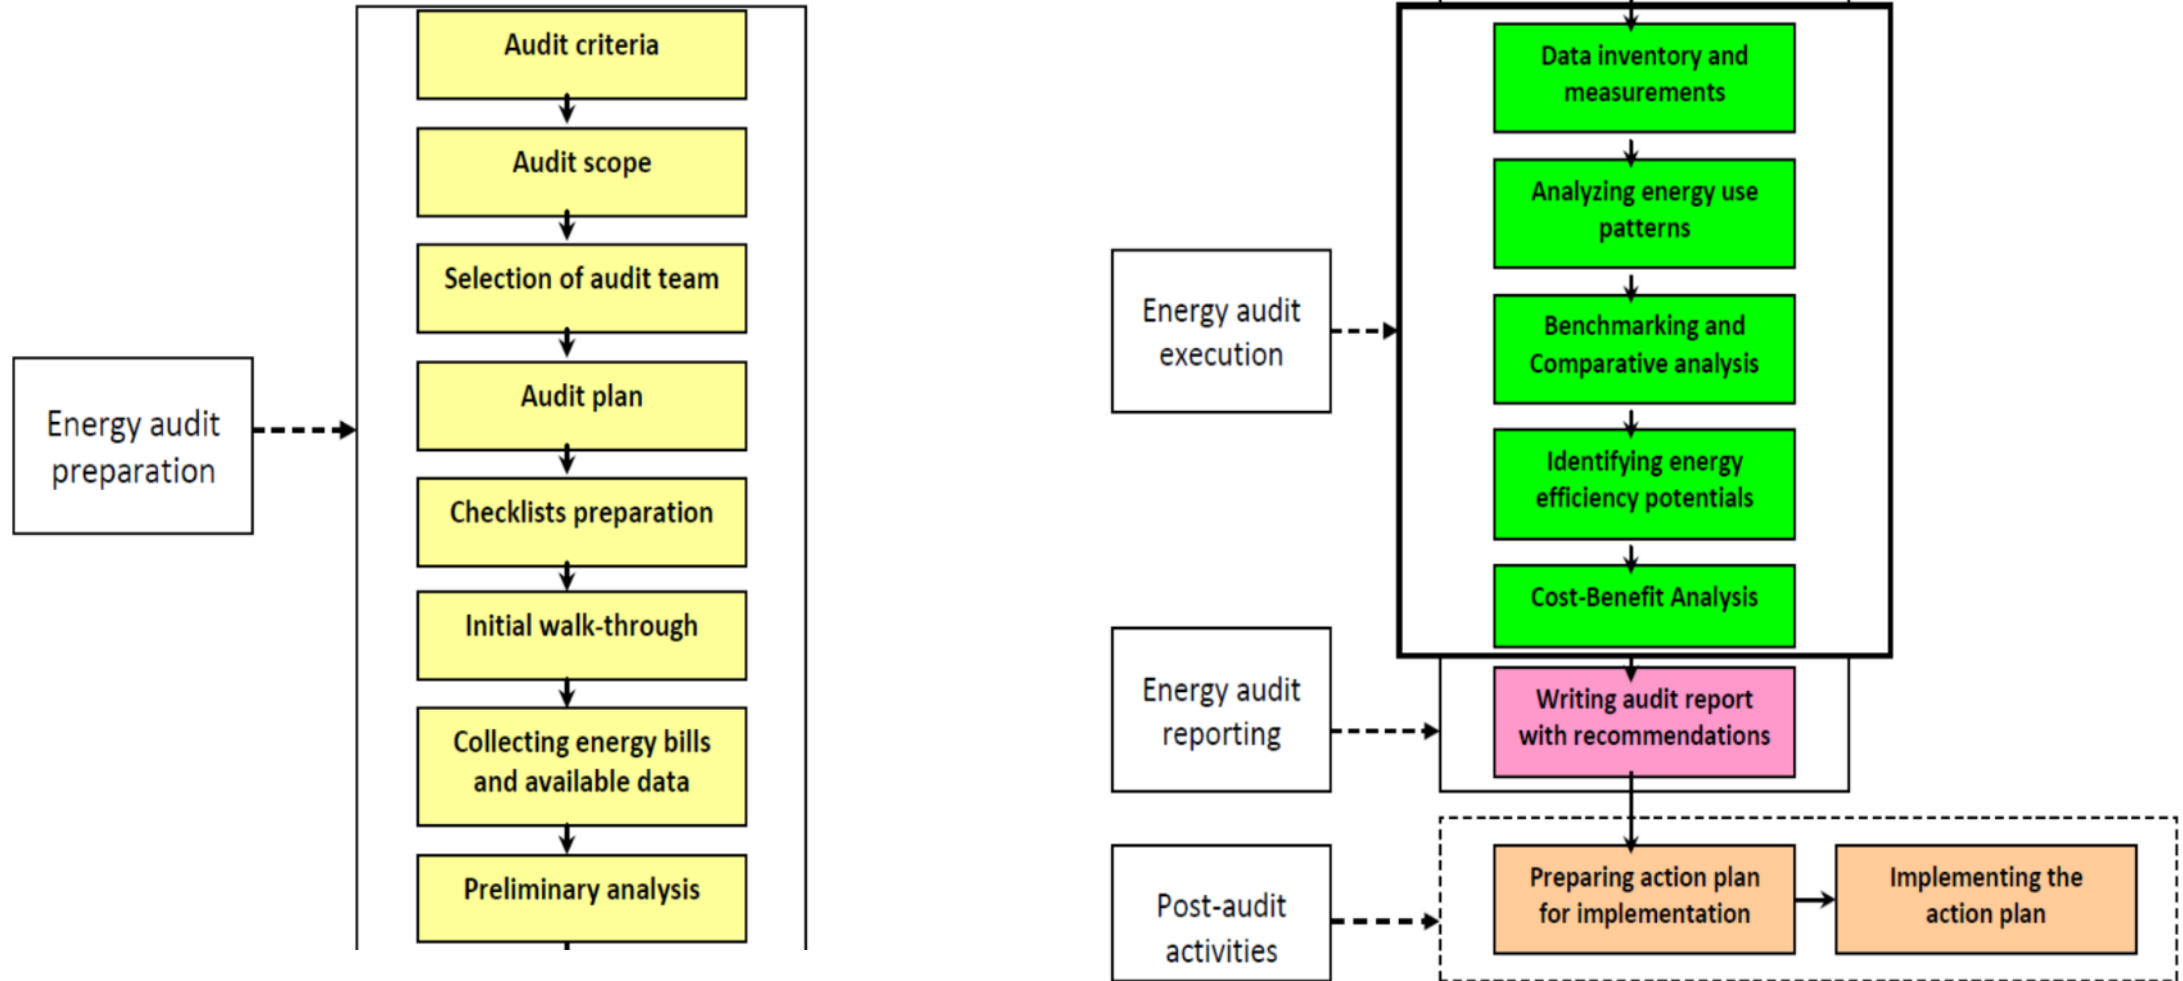 Energy audit
preparation
Audit criteria
Audit scope
Selection of audit team
Audit plan
Checklists preparation
Initial walk-through
Collecting energy bills
and available data
Preliminary analysis
Energy audit
execution
Data inventory and
measurements
Analyzing energy use
patterns
Benchmarking and
Comparative analysis
Identifying energy
efficiency potentials
Cost-Benefit Analysis
Energy audit
reporting
Writing audit report
with recommendations
Post-audit
activities
Preparing action plan
for implementation
Implementing the
action plan